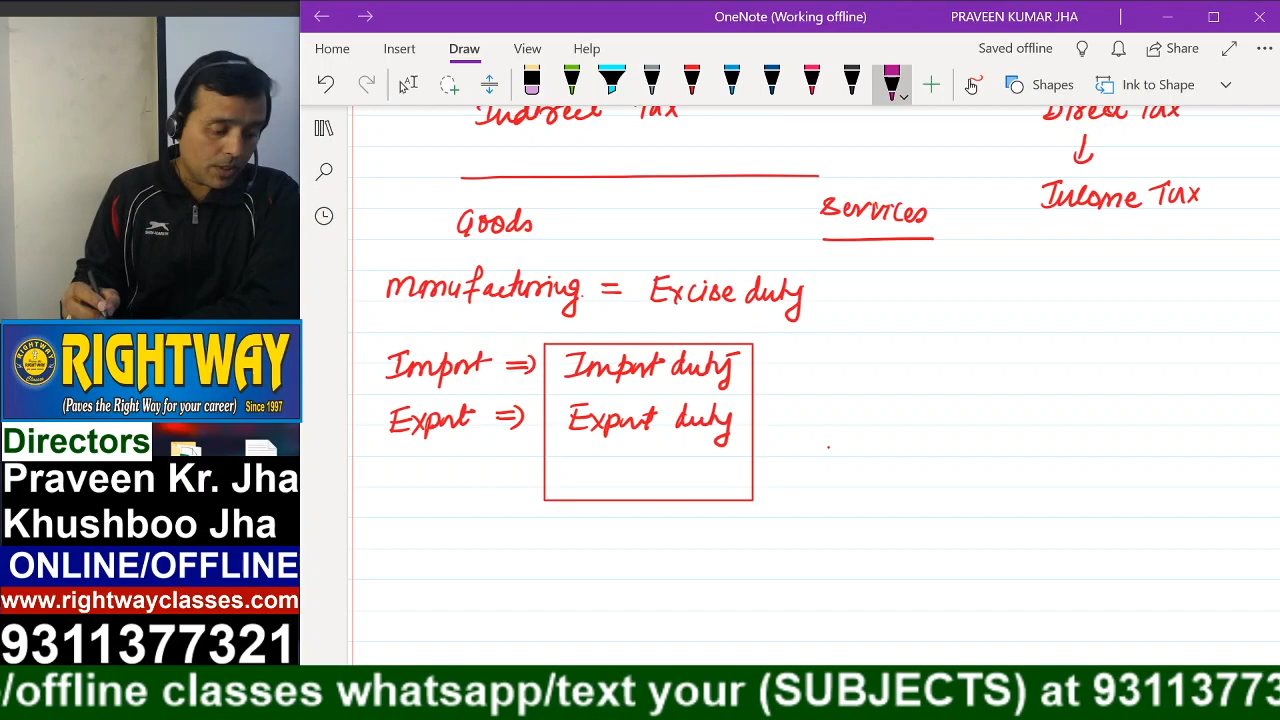 OneNote (Working offline)
PRAVEEN KUMAR JHA
Home Insert Draw View Help
Saved offline
Share
Shapes
Ink to Shape
Indirect Tax
Direct Tax
↓
Income Tax
Goods
Services
Manufacturing = Excise duty
Import ⇒ Import duty
Export ⇒ Export duty
RIGHTWAY
Classes
(Paves the Right Way for your career) Since 1997
Directors
Praveen Kr. Jha
Khushboo Jha
ONLINE/OFFLINE
www.rightwayclasses.com
9311377321
/offline classes whatsapp/text your (SUBJECTS) at 93113773